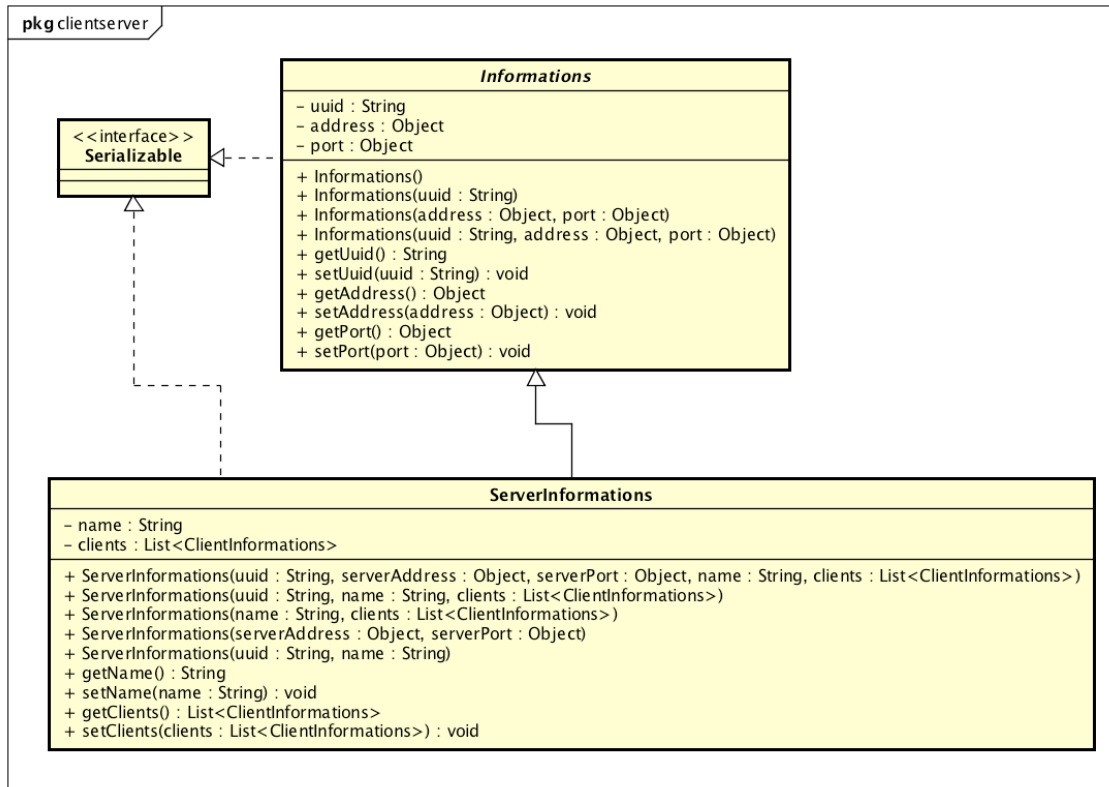 pkg clientserver
Informations
– uuid : String
– address : Object
– port : Object
+ Informations()
+ Informations(uuid : String)
+ Informations(address : Object, port : Object)
+ Informations(uuid : String, address : Object, port : Object)
+ getUuid() : String
+ setUuid(uuid : String) : void
+ getAddress() : Object
+ setAddress(address : Object) : void
+ getPort() : Object
+ setPort(port : Object) : void
<<interface>>
Serializable
ServerInformations
– name : String
– clients : List<ClientInformations>
+ ServerInformations(uuid : String, serverAddress : Object, serverPort : Object, name : String, clients : List<ClientInformations>)
+ ServerInformations(uuid : String, name : String, clients : List<ClientInformations>)
+ ServerInformations(name : String, clients : List<ClientInformations>)
+ ServerInformations(serverAddress : Object, serverPort : Object)
+ ServerInformations(uuid : String, name : String)
+ getName() : String
+ setName(name : String) : void
+ getClients() : List<ClientInformations>
+ setClients(clients : List<ClientInformations>) : void